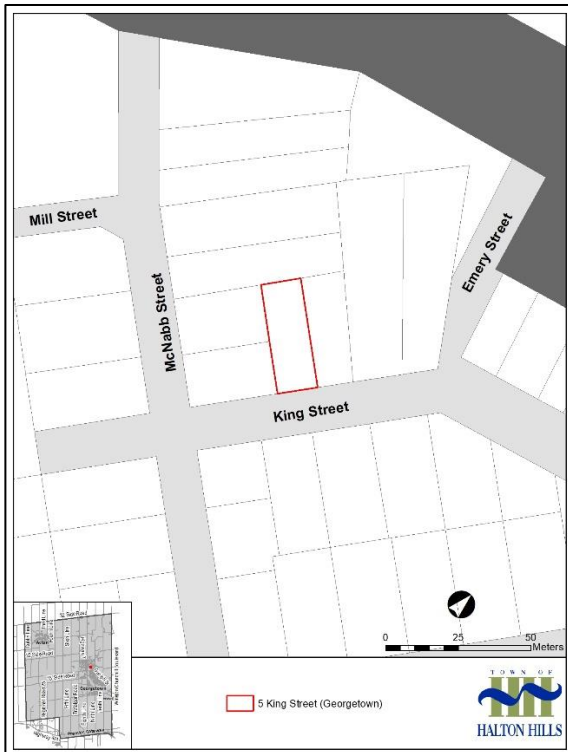 Mill Street
McNabb Street
Emery Street
King Street
0 25 50
Meters
Georgetown
5 King Street (Georgetown)
TOWN OF
HALTON HILLS